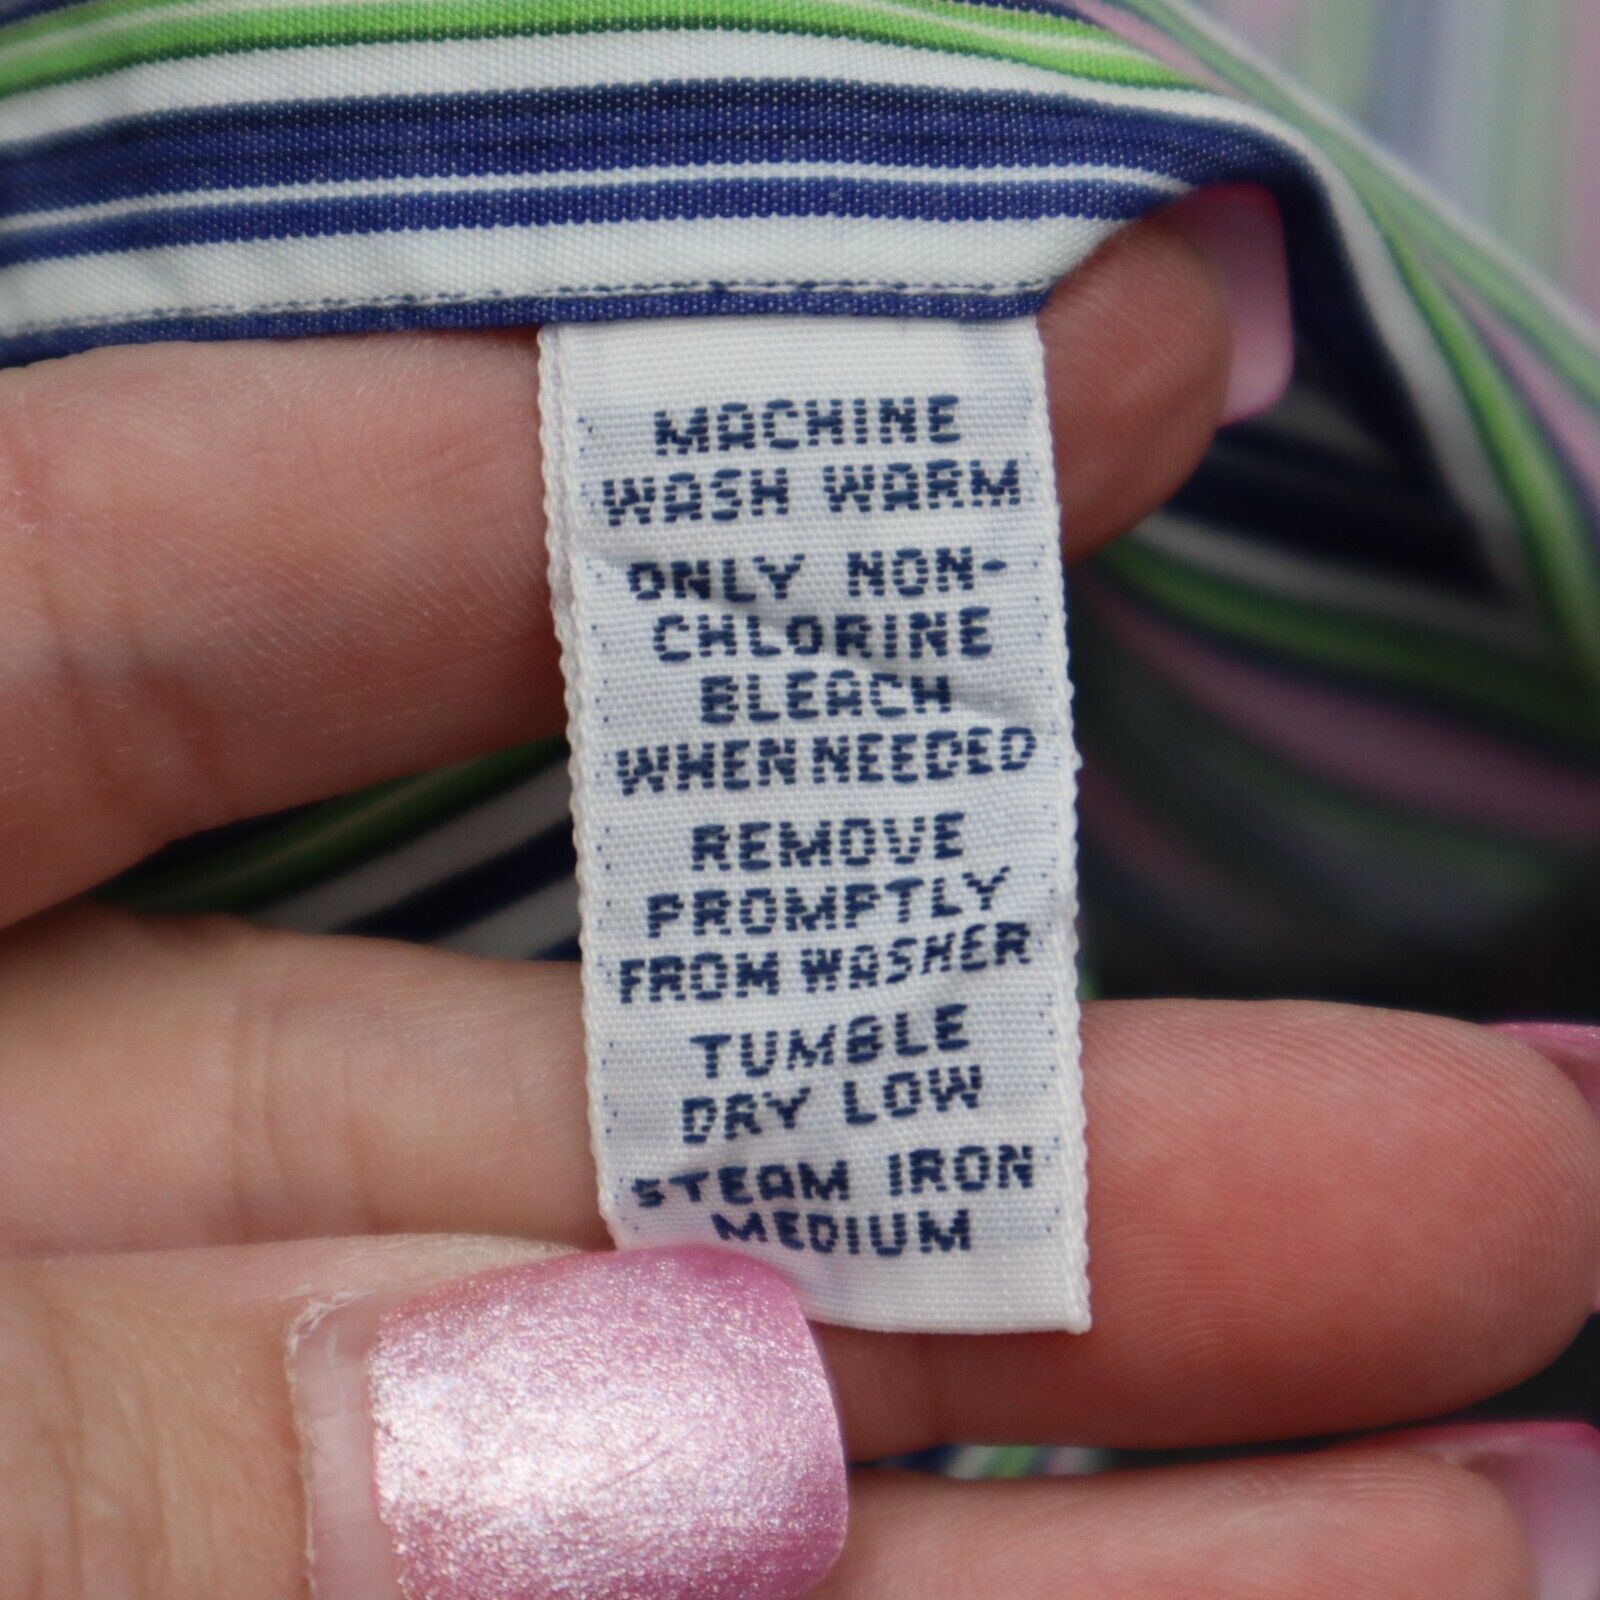 MACHINE
WASH WARM
ONLY NON-
CHLORINE
BLEACH
WHEN NEEDED
REMOVE
PROMPTLY
FROM WASHER
TUMBLE
DRY LOW
STEAM IRON
MEDIUM